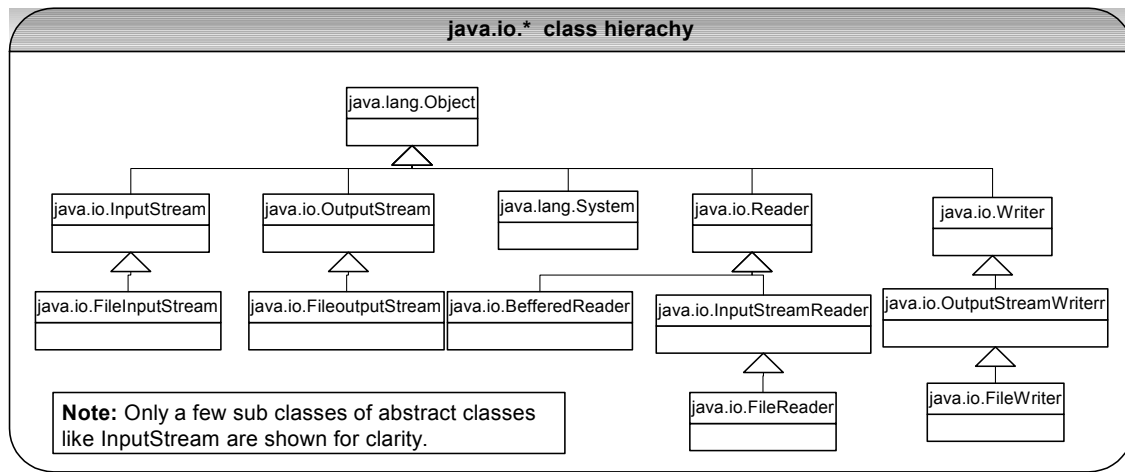 java.io.* class hierachy
java.lang.Object
java.io.InputStream
java.io.OutputStream
java.lang.System
java.io.Reader
java.io.Writer
java.io.FileInputStream
java.io.FileoutputStream
java.io.BefferedReader
java.io.InputStreamReader
java.io.OutputStreamWriterr
java.io.FileReader
java.io.FileWriter
Note: Only a few sub classes of abstract classes
like InputStream are shown for clarity.